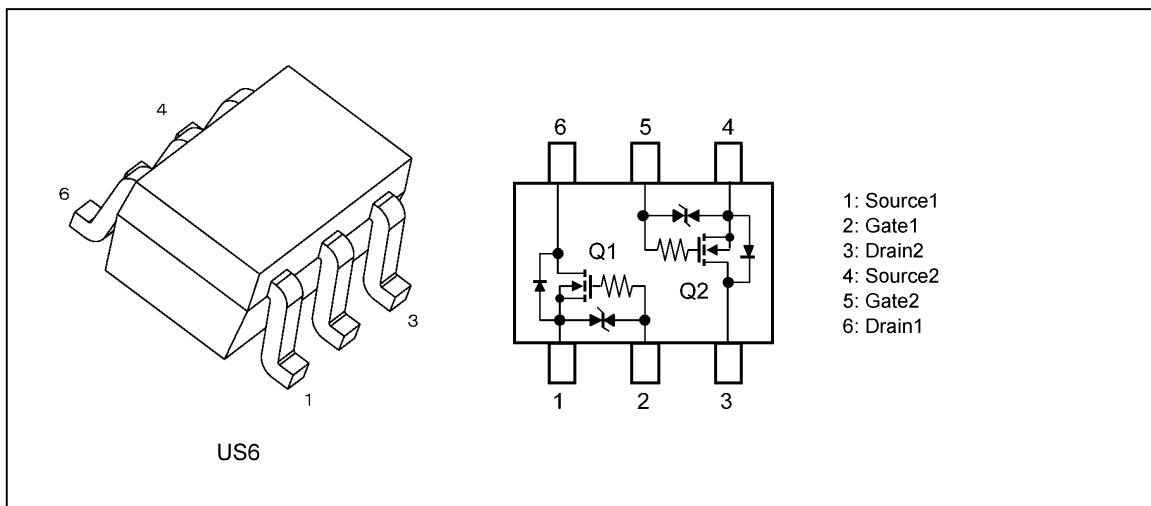 4
6
3
1
US6
6 5 4
Q1
Q2
1 2 3
1: Source1
2: Gate1
3: Drain2
4: Source2
5: Gate2
6: Drain1